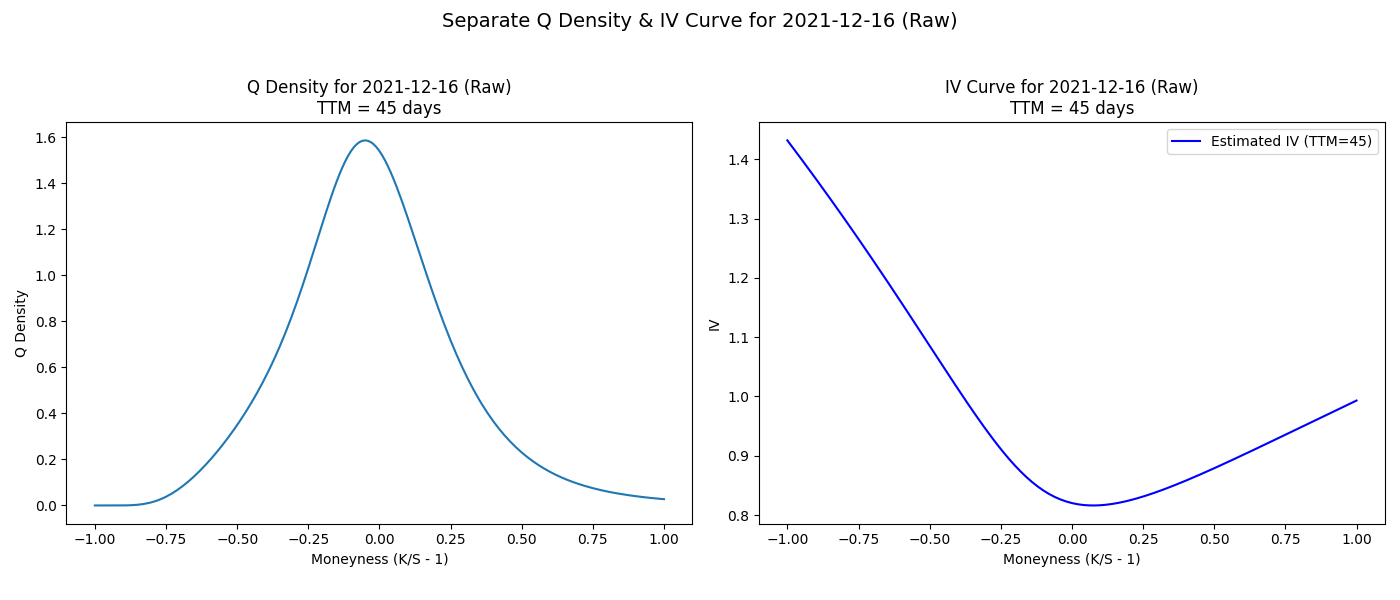 Separate Q Density & IV Curve for 2021-12-16 (Raw)
Q Density for 2021-12-16 (Raw)
TTM = 45 days
1.6
1.4
1.2
1.0
0.8
0.6
0.4
0.2
0.0
Q Density
−1.00 −0.75 −0.50 −0.25 0.00 0.25 0.50 0.75 1.00
Moneyness (K/S - 1)
IV Curve for 2021-12-16 (Raw)
TTM = 45 days
Estimated IV (TTM=45)
1.4
1.3
1.2
1.1
1.0
0.9
0.8
IV
−1.00 −0.75 −0.50 −0.25 0.00 0.25 0.50 0.75 1.00
Moneyness (K/S - 1)